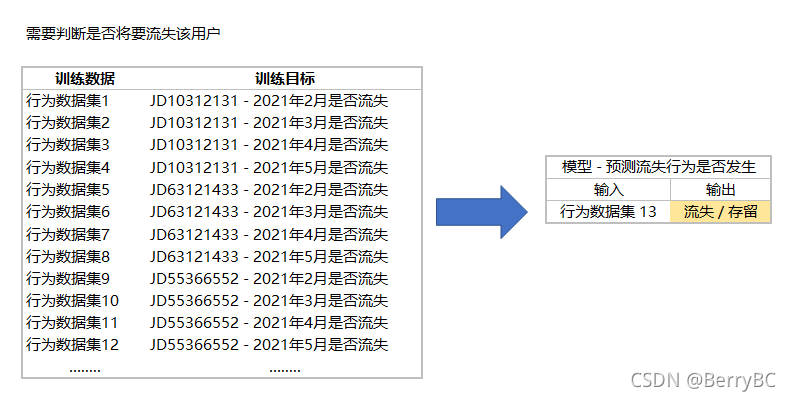 需要判断是否将要流失该用户
训练数据 训练目标
行为数据集1 JD10312131 - 2021年2月是否流失
行为数据集2 JD10312131 - 2021年3月是否流失
行为数据集3 JD10312131 - 2021年4月是否流失
行为数据集4 JD10312131 - 2021年5月是否流失
行为数据集5 JD63121433 - 2021年2月是否流失
行为数据集6 JD63121433 - 2021年3月是否流失
行为数据集7 JD63121433 - 2021年4月是否流失
行为数据集8 JD63121433 - 2021年5月是否流失
行为数据集9 JD55366552 - 2021年2月是否流失
行为数据集10 JD55366552 - 2021年3月是否流失
行为数据集11 JD55366552 - 2021年4月是否流失
行为数据集12 JD55366552 - 2021年5月是否流失
........ ........
模型 - 预测流失行为是否发生
输入 输出
行为数据集 13 流失 / 存留
CSDN @BerryBC